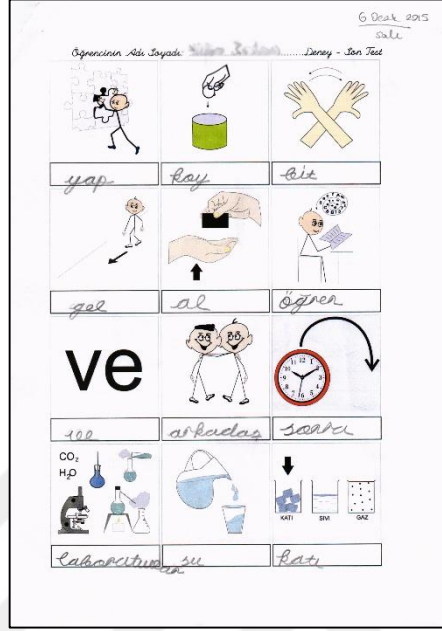 6 Ocak 2015
Salı
Öğrencinin Adı Soyadı: ........Deney - Son Test
yap koy bit
gel al öğren
ve
ile arkadaş sonra
CO₂
H₂O
KATI SIVI GAZ
laboratuvar su katı